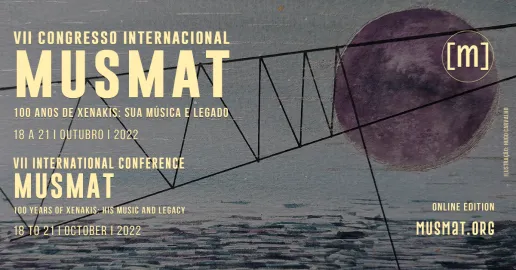 VII CONGRESSO INTERNACIONAL
MUSMAT
100 ANOS DE XENAKIS: SUA MÚSICA E LEGADO
18 A 21 | OUTUBRO | 2022
VII INTERNATIONAL CONFERENCE
MUSMAT
100 YEARS OF XENAKIS: HIS MUSIC AND LEGACY
18 TO 21 | OCTOBER | 2022
[m]
ONLINE EDITION
MUSMAT.ORG